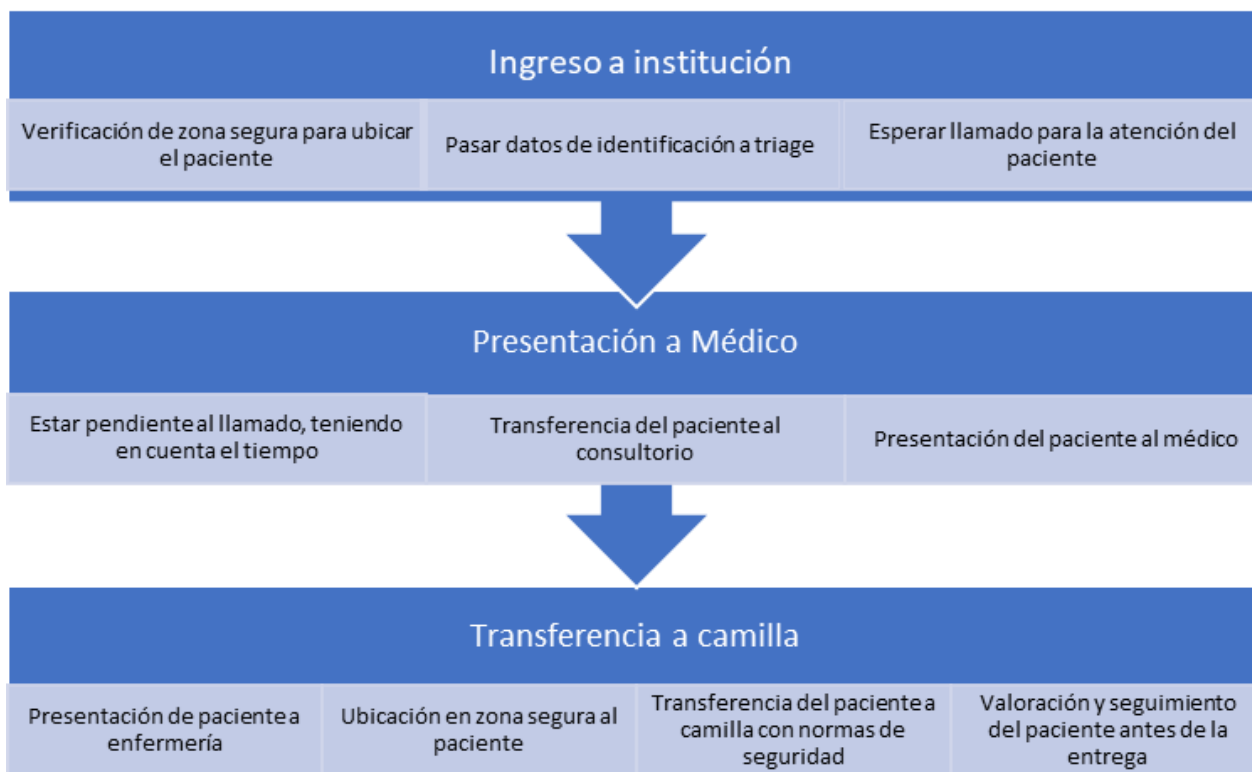 Ingreso a institución
Verificación de zona segura para ubicar
el paciente
Pasar datos de identificación a triage
Esperar llamado para la atención del
paciente
Presentación a Médico
Estar pendiente al llamado, teniendo
en cuenta el tiempo
Transferencia del paciente al
consultorio
Presentación del paciente al médico
Transferencia a camilla
Presentación de paciente a
enfermería
Ubicación en zona segura al
paciente
Transferencia del paciente a
camilla con normas de
seguridad
Valoración y seguimiento
del paciente antes de la
entrega